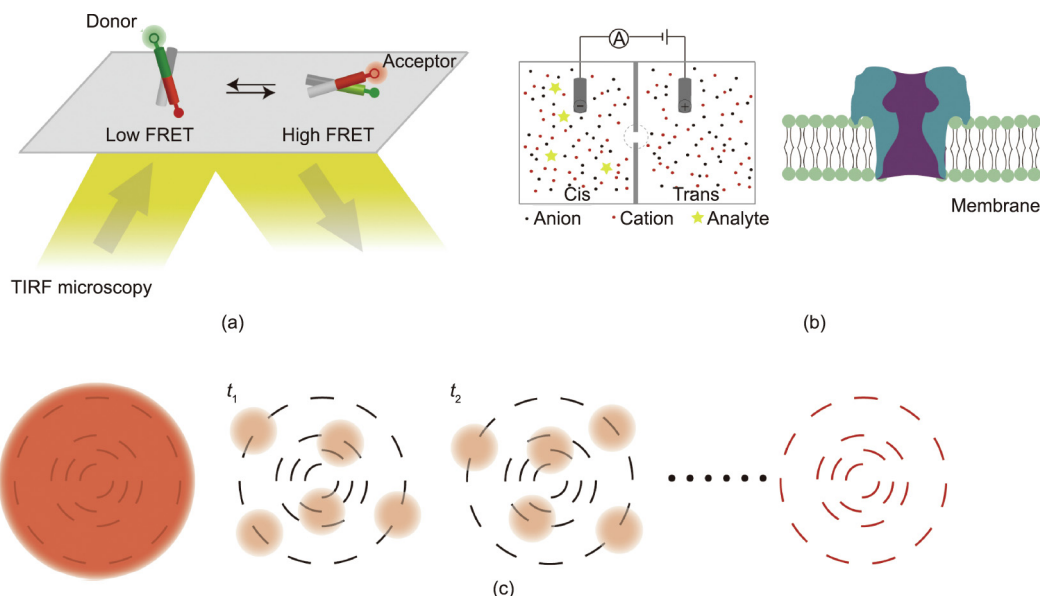 Donor
Acceptor
Low FRET
High FRET
TIRF microscopy
(a)
A
−
+
Cis
Trans
Anion
Cation
Analyte
Membrane
(b)
t1
t2
(c)